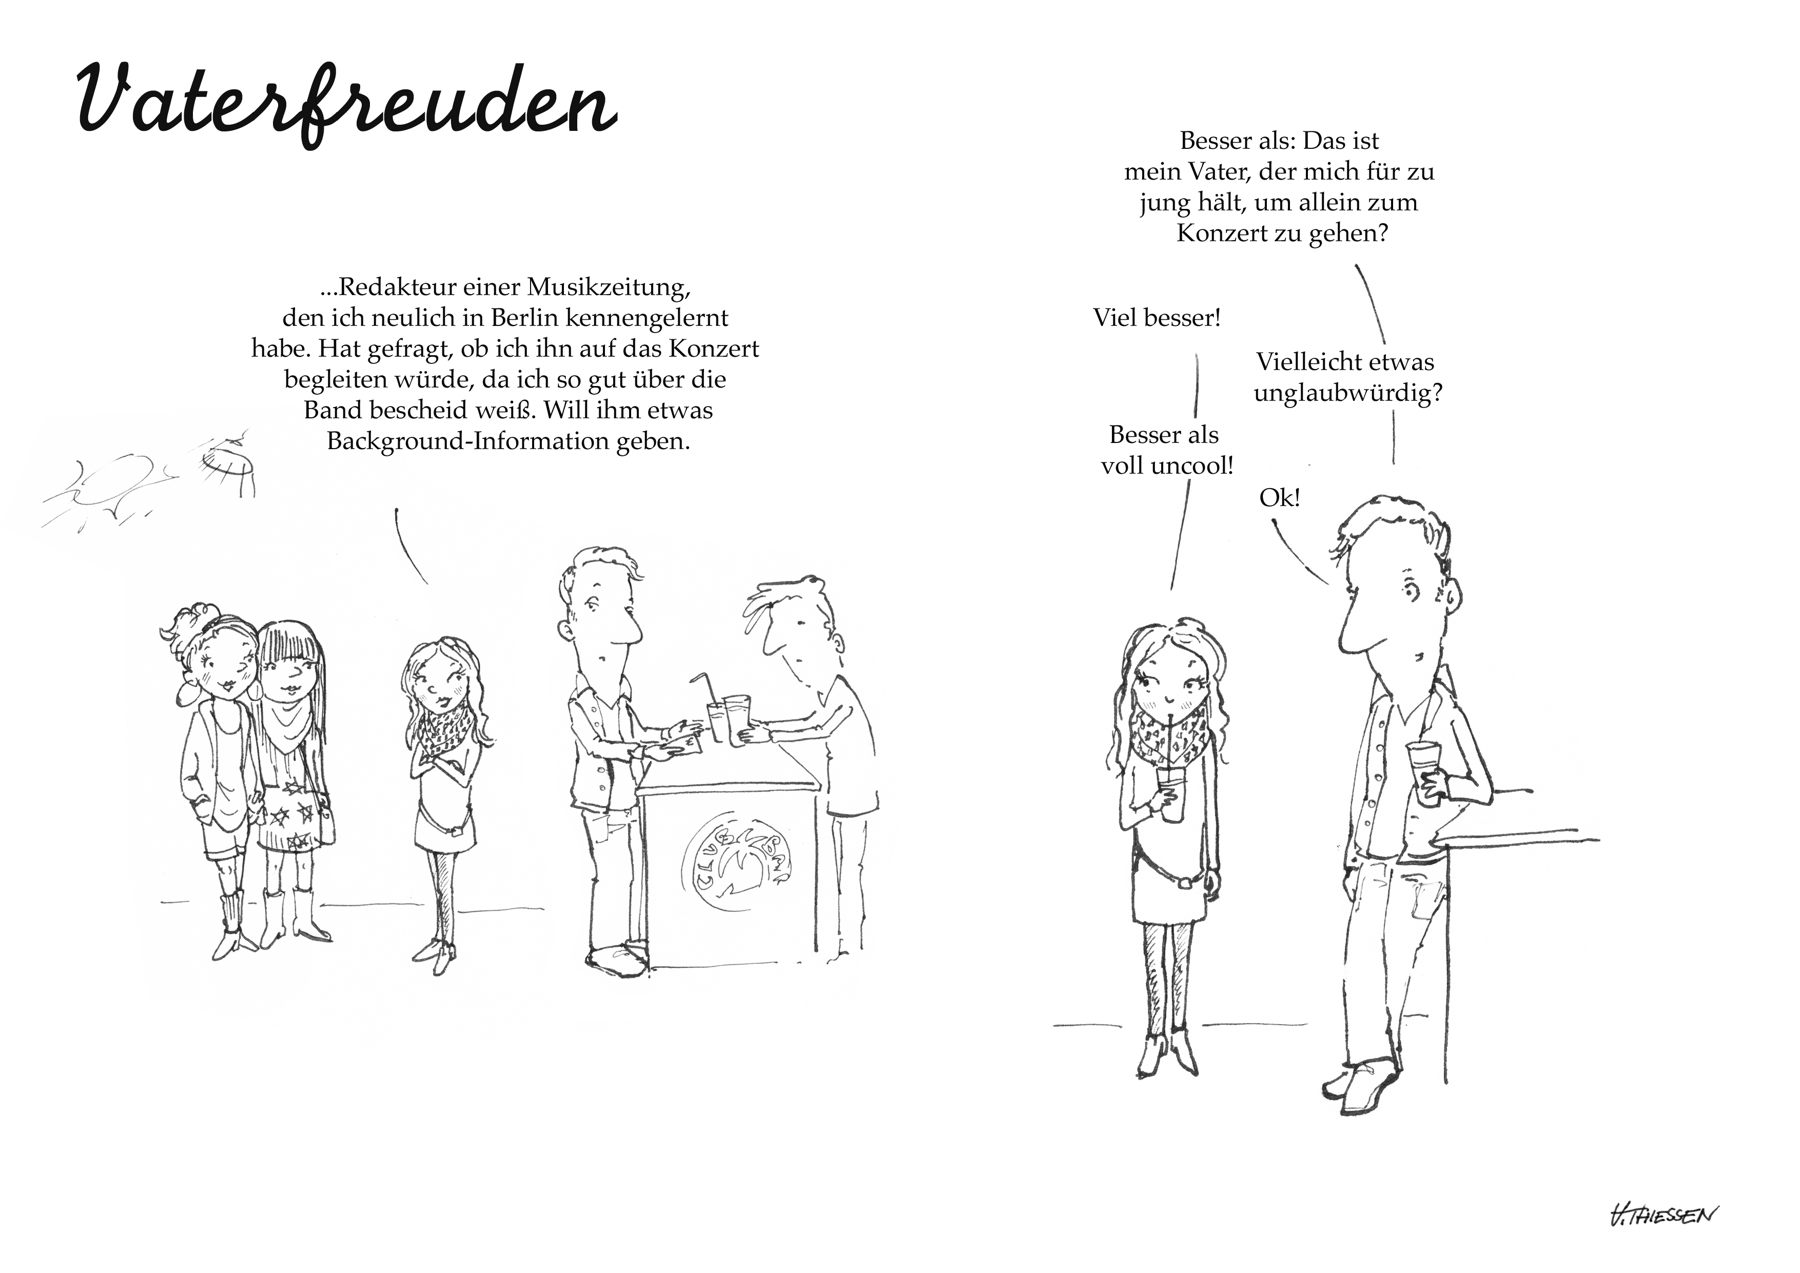 Vaterfreuden
...Redakteur einer Musikzeitung,
den ich neulich in Berlin kennengelernt
habe. Hat gefragt, ob ich ihn auf das Konzert
begleiten würde, da ich so gut über die
Band bescheid weiß. Will ihm etwas
Background-Information geben.
CLUB
Besser als: Das ist
mein Vater, der mich für zu
jung hält, um allein zum
Konzert zu gehen?
Viel besser!
Vielleicht etwas
unglaubwürdig?
Besser als
voll uncool!
Ok!
V.THIESSEN